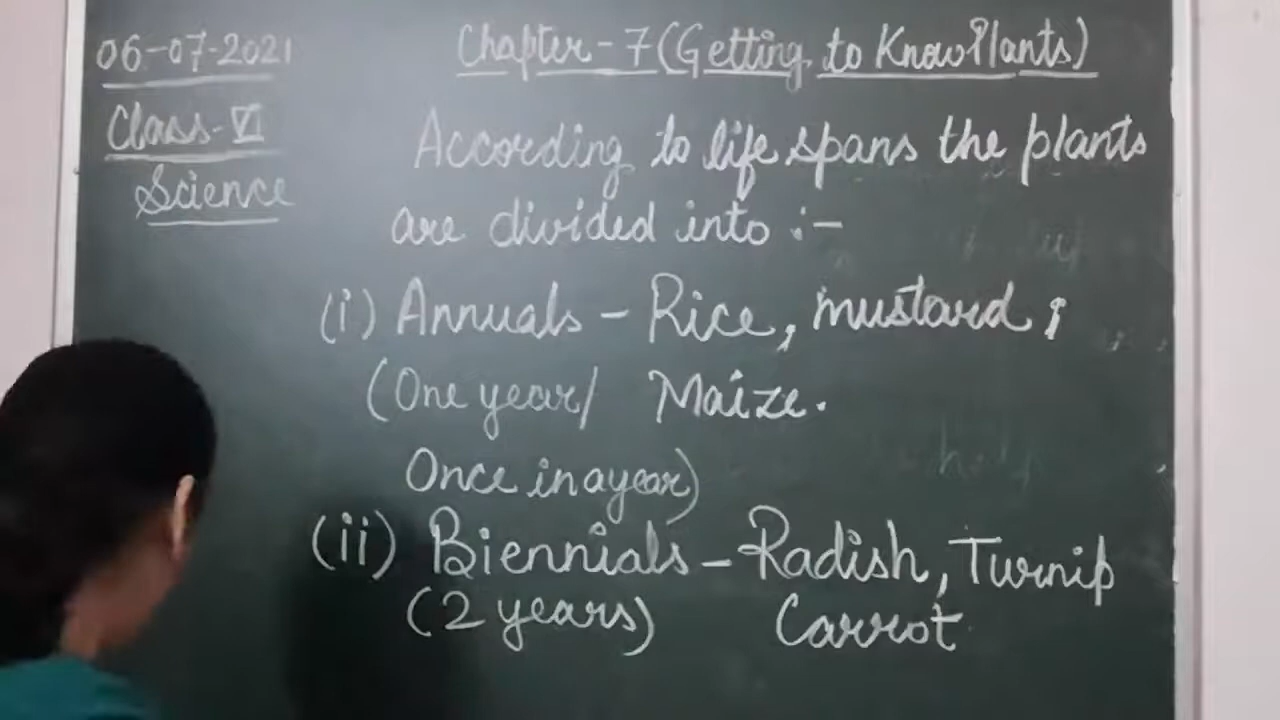 06-07-2021
Class-VI
Science
Chapter-7(Getting to Know Plants)
According to life spans the plants
are divided into :-
(i) Annuals - Rice, mustard,
(One year/ Maize.
Once in a year)
(ii) Biennials - Radish, Turnip
(2 years) Carrot